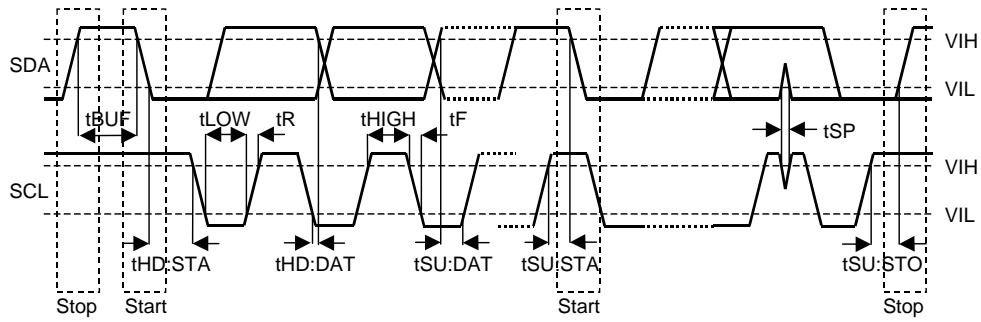 VIH
SDA
VIL
tBUF tLOW tR tHIGH tF tSP
VIH
SCL
VIL
tHD:STA tHD:DAT tSU:DAT tSU:STA tSU:STO
Stop Start Start Stop